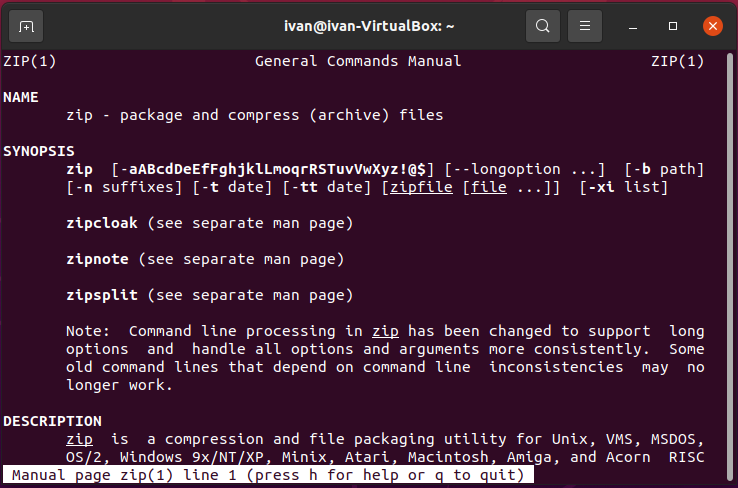 ivan@ivan-VirtualBox: ~
ZIP(1) General Commands Manual ZIP(1)
NAME
zip - package and compress (archive) files
SYNOPSIS
zip [-aABcdDeEfFghjklLmoqrRSTuvVwXyz!@$] [--longoption ...] [-b path]
[-n suffixes] [-t date] [-tt date] [zipfile [file ...]] [-xi list]
zipcloak (see separate man page)
zipnote (see separate man page)
zipsplit (see separate man page)
Note: Command line processing in zip has been changed to support long
options and handle all options and arguments more consistently. Some
old command lines that depend on command line inconsistencies may no
longer work.
DESCRIPTION
zip is a compression and file packaging utility for Unix, VMS, MSDOS,
OS/2, Windows 9x/NT/XP, Minix, Atari, Macintosh, Amiga, and Acorn RISC
Manual page zip(1) line 1 (press h for help or q to quit)